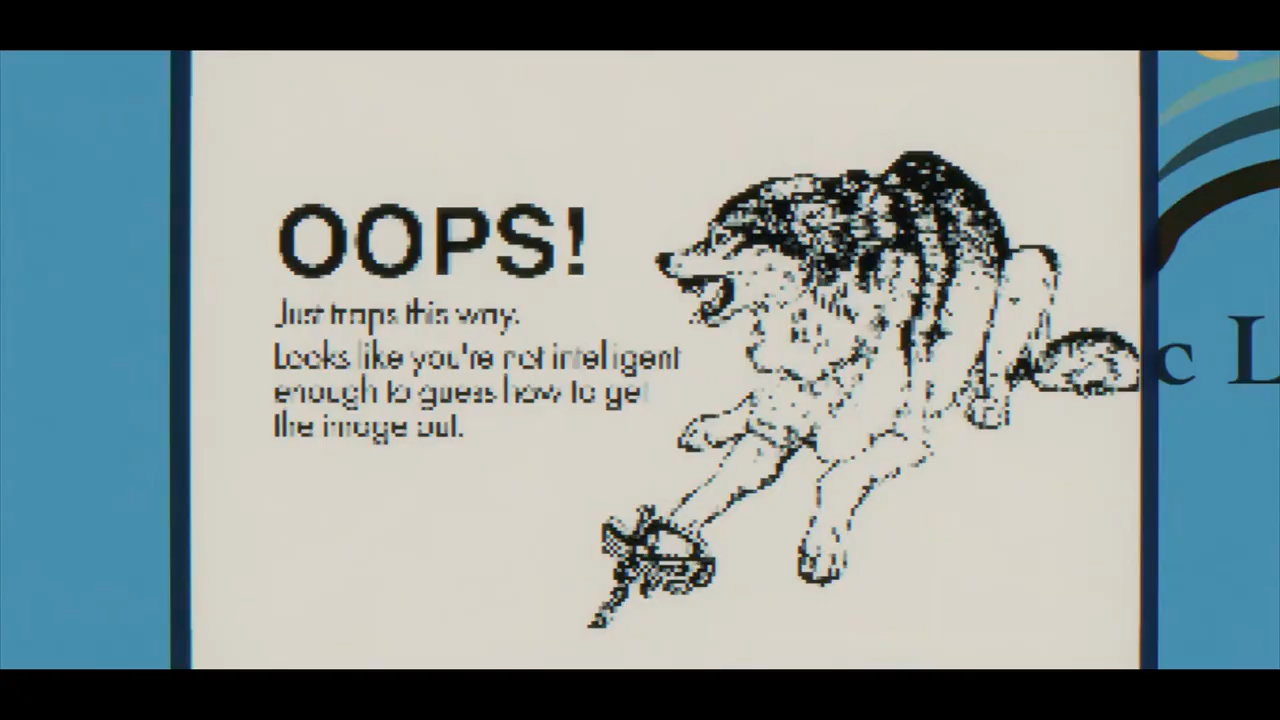 OOPS!
Just traps this way.
Looks like you're not intelligent
enough to guess how to get
the image out.
c L